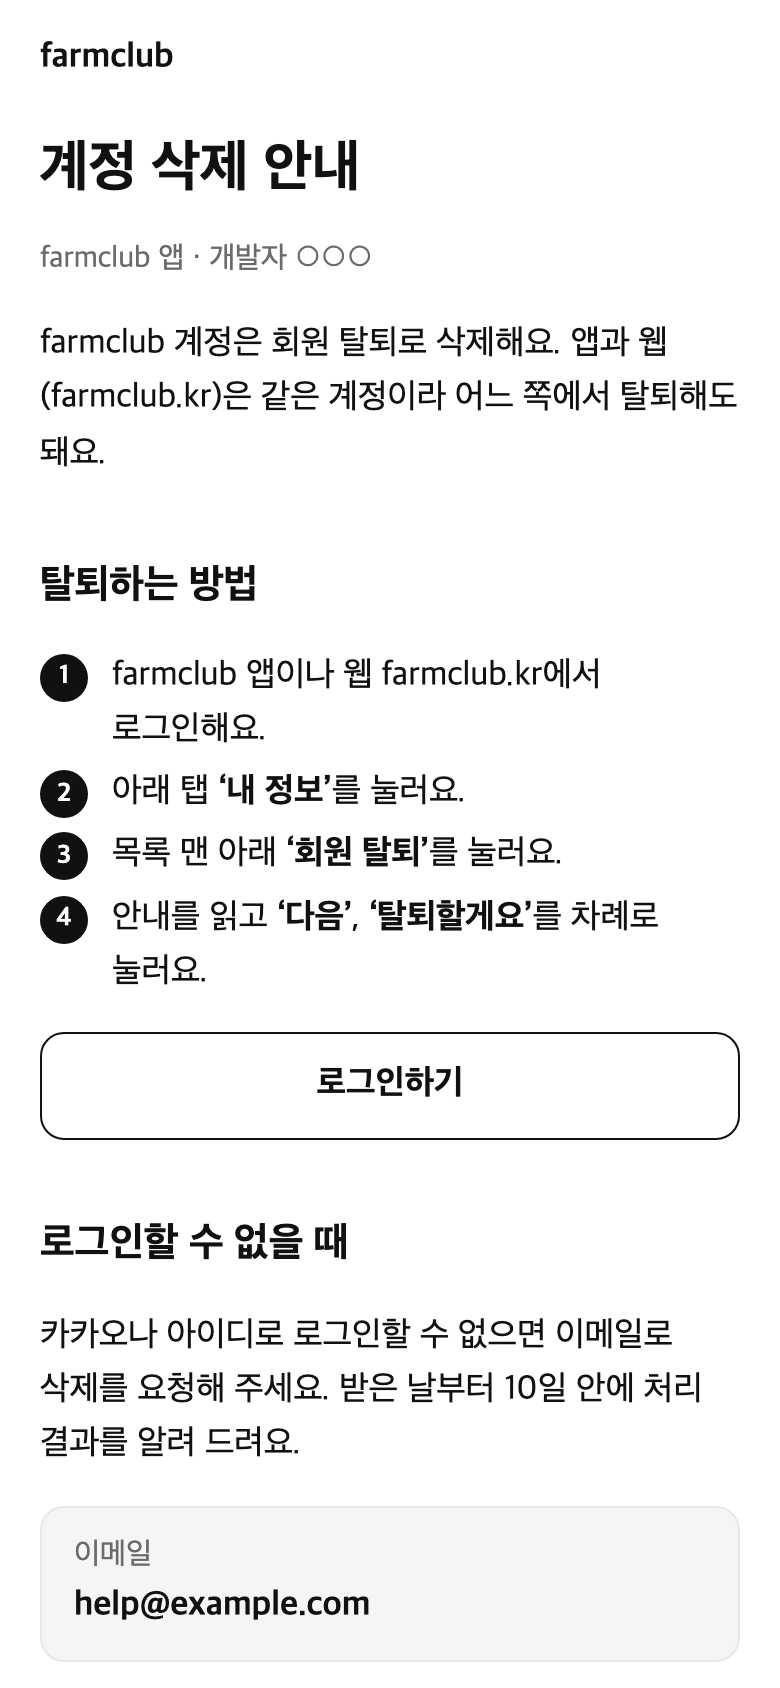 farmclub
계정 삭제 안내
farmclub 앱 · 개발자 ○○○
farmclub 계정은 회원 탈퇴로 삭제해요. 앱과 웹
(farmclub.kr)은 같은 계정이라 어느 쪽에서 탈퇴해도
돼요.
탈퇴하는 방법
1 farmclub 앱이나 웹 farmclub.kr에서
로그인해요.
2 아래 탭 ‘내 정보’를 눌러요.
3 목록 맨 아래 ‘회원 탈퇴’를 눌러요.
4 안내를 읽고 ‘다음’, ‘탈퇴할게요’를 차례로
눌러요.
로그인하기
로그인할 수 없을 때
카카오나 아이디로 로그인할 수 없으면 이메일로
삭제를 요청해 주세요. 받은 날부터 10일 안에 처리
결과를 알려 드려요.
이메일
help@example.com